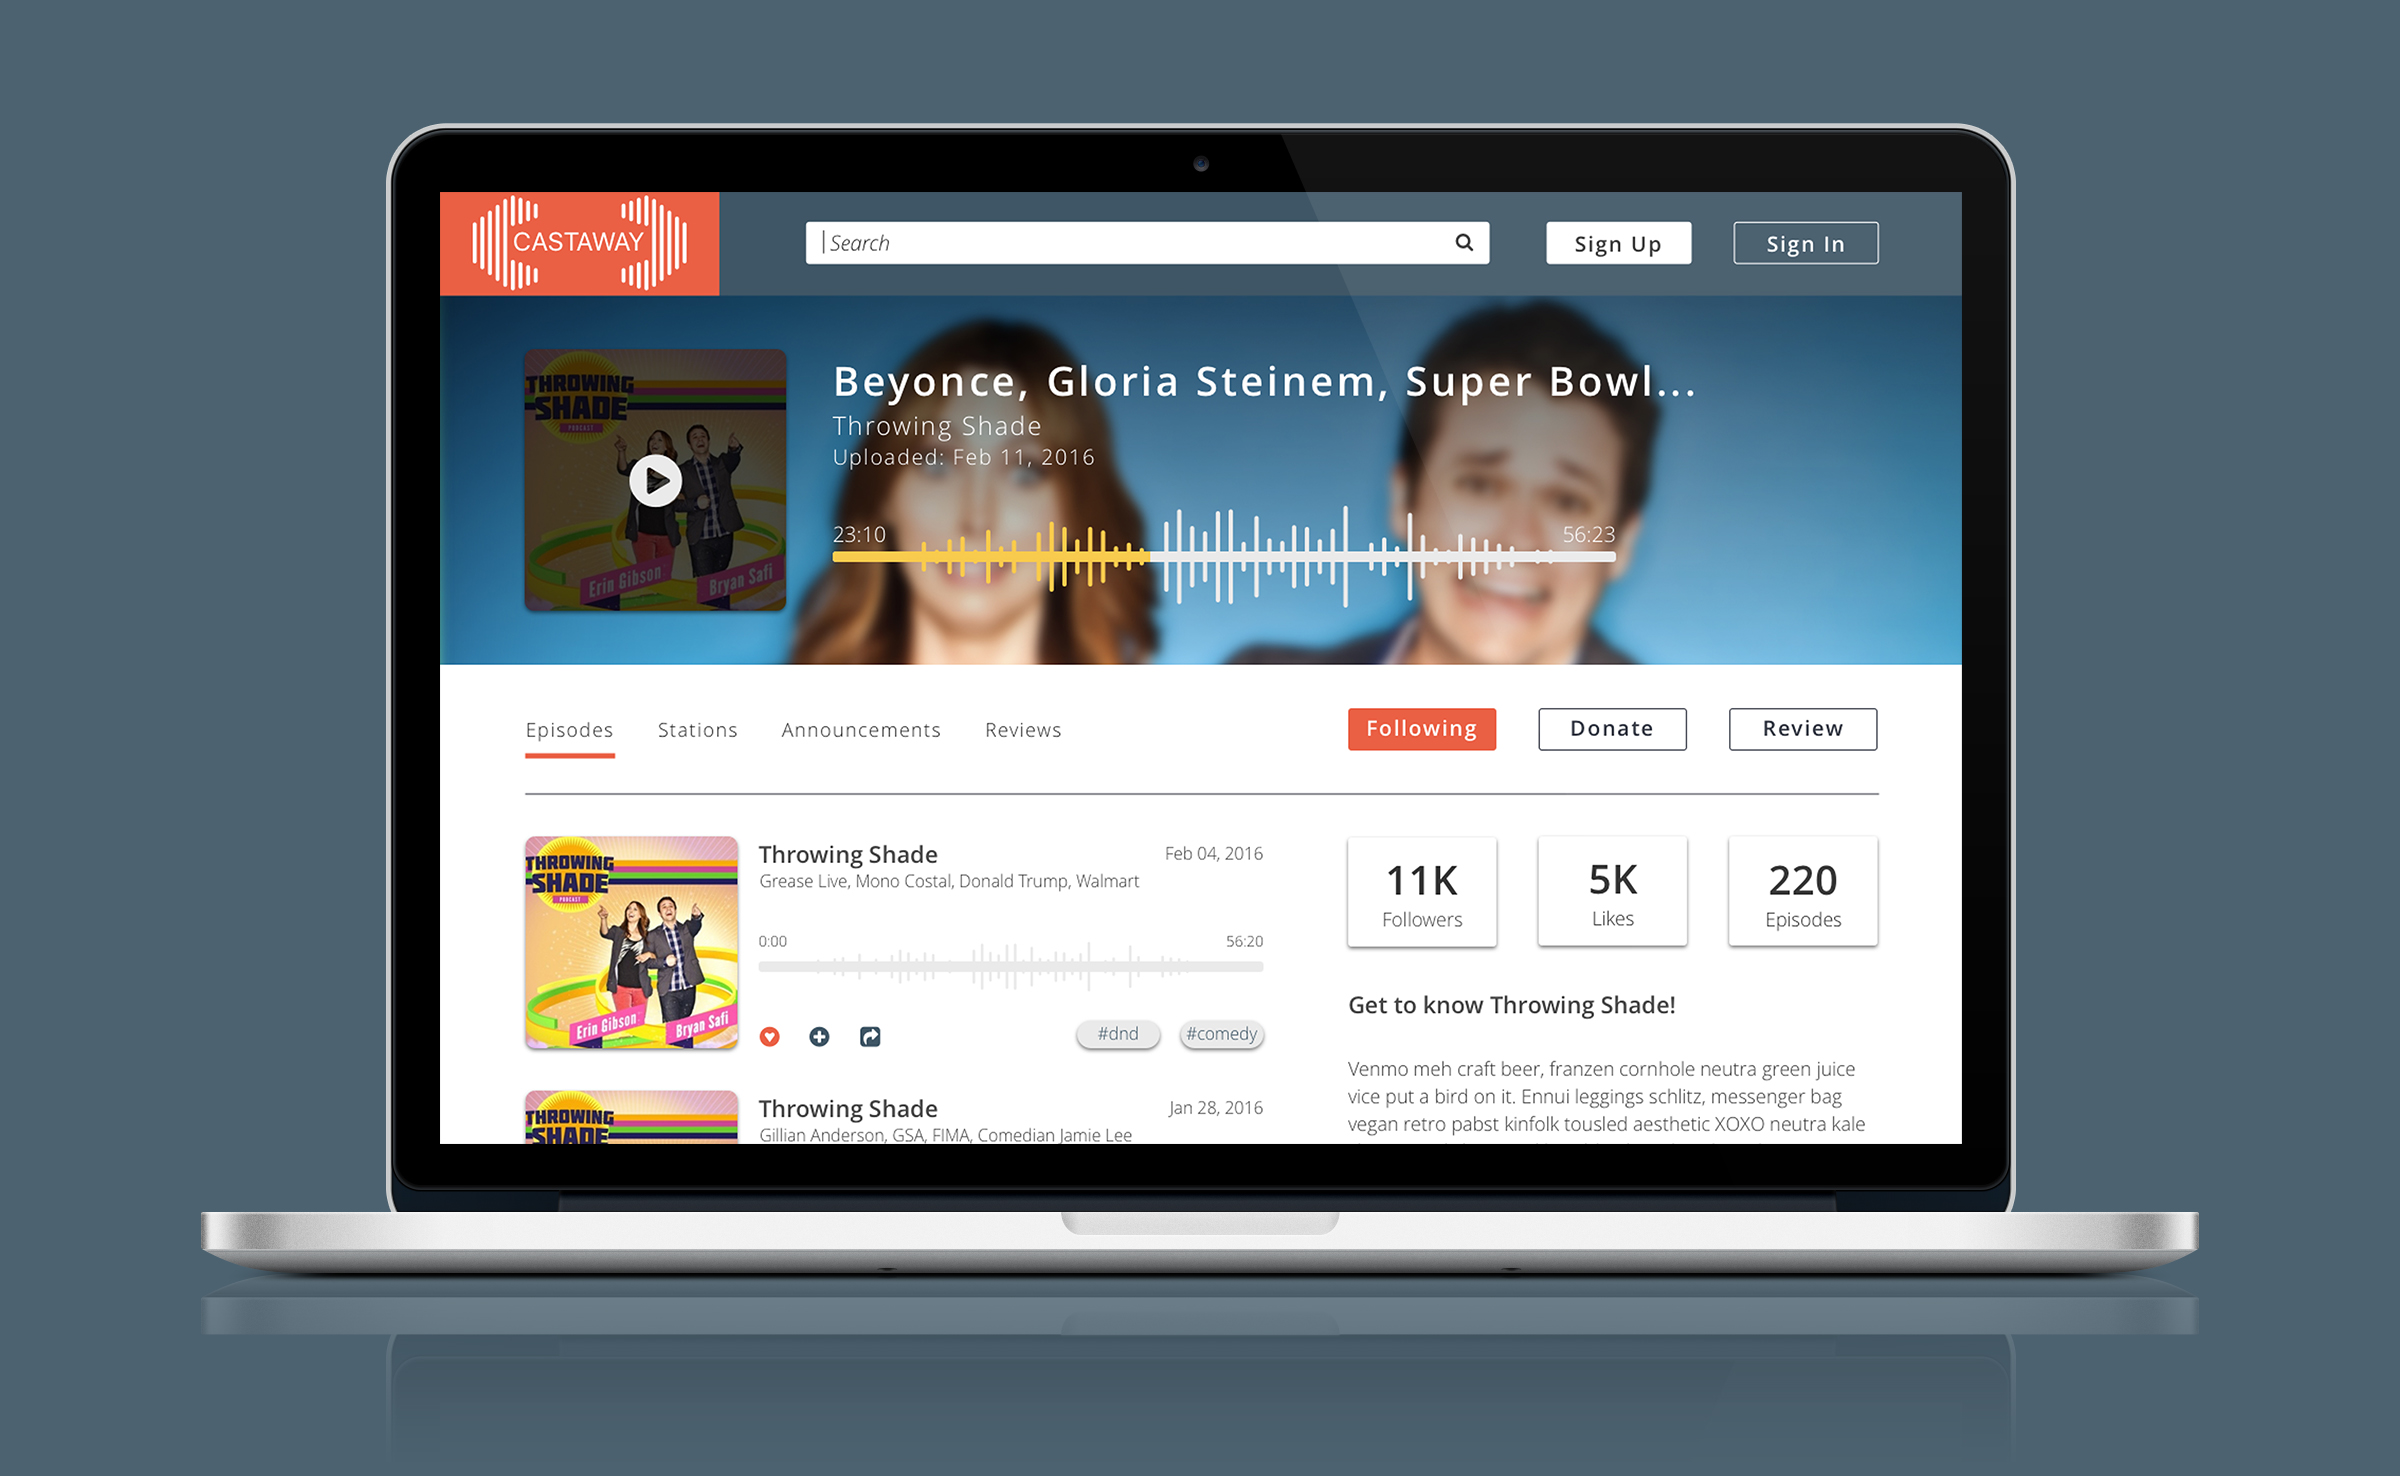 CASTAWAY
Search
Sign Up
Sign In
THROWING
SHADE
PODCAST
Erin Gibson
Bryan Safi
Beyonce, Gloria Steinem, Super Bowl...
Throwing Shade
Uploaded: Feb 11, 2016
23:10
56:23
Episodes
Stations
Announcements
Reviews
Following
Donate
Review
THROWING
SHADE
PODCAST
Erin Gibson
Bryan Safi
Throwing Shade
Feb 04, 2016
Grease Live, Mono Costal, Donald Trump, Walmart
0:00
56:20
#dnd
#comedy
THROWING
SHADE
Throwing Shade
Jan 28, 2016
Gillian Anderson, GSA, FIMA, Comedian Jamie Lee
11K
Followers
5K
Likes
220
Episodes
Get to know Throwing Shade!
Venmo meh craft beer, franzen cornhole neutra green juice
vice put a bird on it. Ennui leggings schlitz, messenger bag
vegan retro pabst kinfolk tousled aesthetic XOXO neutra kale